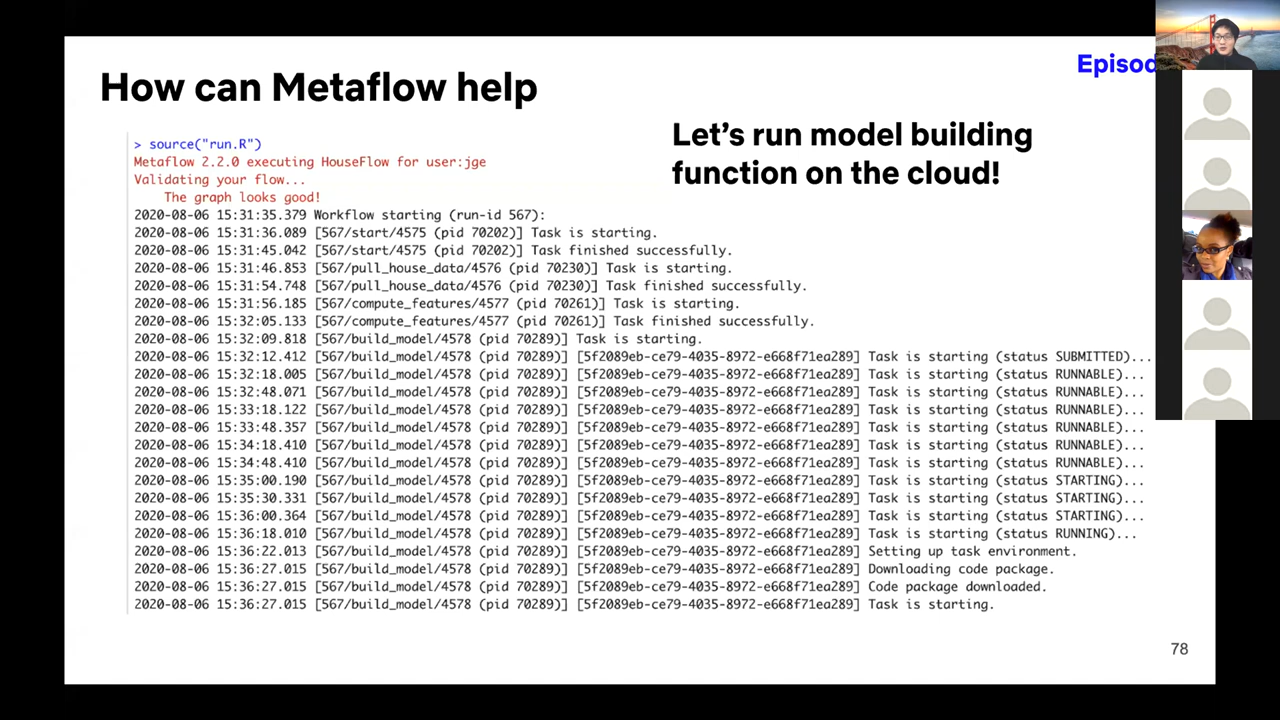 How can Metaflow help
Episod
Let's run model building
function on the cloud!
> source("run.R")
Metaflow 2.2.0 executing HouseFlow for user:jge
Validating your flow...
The graph looks good!
2020-08-06 15:31:35.379 Workflow starting (run-id 567):
2020-08-06 15:31:36.089 [567/start/4575 (pid 70202)] Task is starting.
2020-08-06 15:31:45.042 [567/start/4575 (pid 70202)] Task finished successfully.
2020-08-06 15:31:46.853 [567/pull_house_data/4576 (pid 70230)] Task is starting.
2020-08-06 15:31:54.748 [567/pull_house_data/4576 (pid 70230)] Task finished successfully.
2020-08-06 15:31:56.185 [567/compute_features/4577 (pid 70261)] Task is starting.
2020-08-06 15:32:05.133 [567/compute_features/4577 (pid 70261)] Task finished successfully.
2020-08-06 15:32:09.818 [567/build_model/4578 (pid 70289)] Task is starting.
2020-08-06 15:32:12.412 [567/build_model/4578 (pid 70289)] [5f2089eb-ce79-4035-8972-e668f71ea289] Task is starting (status SUBMITTED)...
2020-08-06 15:32:18.005 [567/build_model/4578 (pid 70289)] [5f2089eb-ce79-4035-8972-e668f71ea289] Task is starting (status RUNNABLE)...
2020-08-06 15:32:48.071 [567/build_model/4578 (pid 70289)] [5f2089eb-ce79-4035-8972-e668f71ea289] Task is starting (status RUNNABLE)...
2020-08-06 15:33:18.122 [567/build_model/4578 (pid 70289)] [5f2089eb-ce79-4035-8972-e668f71ea289] Task is starting (status RUNNABLE)...
2020-08-06 15:33:48.357 [567/build_model/4578 (pid 70289)] [5f2089eb-ce79-4035-8972-e668f71ea289] Task is starting (status RUNNABLE)...
2020-08-06 15:34:18.410 [567/build_model/4578 (pid 70289)] [5f2089eb-ce79-4035-8972-e668f71ea289] Task is starting (status RUNNABLE)...
2020-08-06 15:34:48.410 [567/build_model/4578 (pid 70289)] [5f2089eb-ce79-4035-8972-e668f71ea289] Task is starting (status RUNNABLE)...
2020-08-06 15:35:00.190 [567/build_model/4578 (pid 70289)] [5f2089eb-ce79-4035-8972-e668f71ea289] Task is starting (status STARTING)...
2020-08-06 15:35:30.331 [567/build_model/4578 (pid 70289)] [5f2089eb-ce79-4035-8972-e668f71ea289] Task is starting (status STARTING)...
2020-08-06 15:36:00.364 [567/build_model/4578 (pid 70289)] [5f2089eb-ce79-4035-8972-e668f71ea289] Task is starting (status STARTING)...
2020-08-06 15:36:18.010 [567/build_model/4578 (pid 70289)] [5f2089eb-ce79-4035-8972-e668f71ea289] Task is starting (status RUNNING)...
2020-08-06 15:36:22.013 [567/build_model/4578 (pid 70289)] [5f2089eb-ce79-4035-8972-e668f71ea289] Setting up task environment.
2020-08-06 15:36:27.015 [567/build_model/4578 (pid 70289)] [5f2089eb-ce79-4035-8972-e668f71ea289] Downloading code package.
2020-08-06 15:36:27.015 [567/build_model/4578 (pid 70289)] [5f2089eb-ce79-4035-8972-e668f71ea289] Code package downloaded.
2020-08-06 15:36:27.015 [567/build_model/4578 (pid 70289)] [5f2089eb-ce79-4035-8972-e668f71ea289] Task is starting.
78